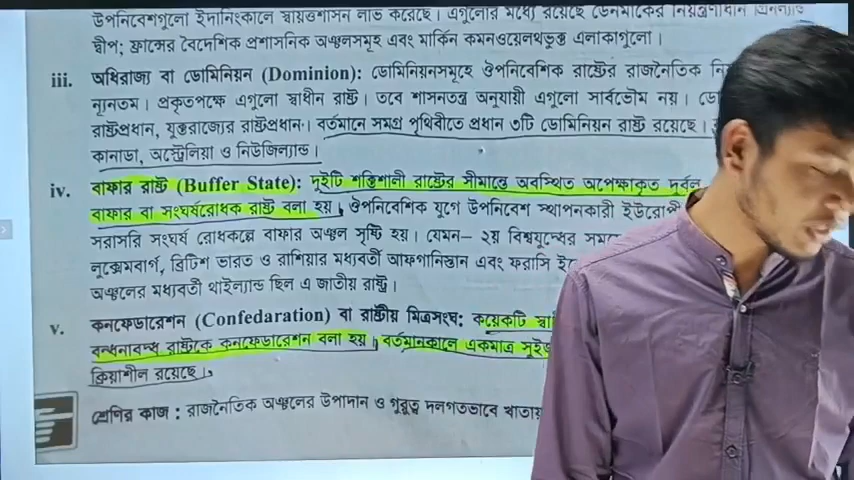 উপনিবেশগুলো ইদানিংকালে স্বায়ত্তশাসন লাভ করেছে। এগুলোর মধ্যে রয়েছে ডেনমার্কের নিয়ন্ত্রণাধীন গ্রিনল্যান্ড
দ্বীপ; ফ্রান্সের বৈদেশিক প্রশাসনিক অঞ্চলসমূহ এবং মার্কিন কমনওয়েলথভুক্ত এলাকাগুলো।
iii. অধিরাজ্য বা ডোমিনিয়ন (Dominion): ডোমিনিয়নসমূহে ঔপনিবেশিক রাষ্ট্রের রাজনৈতিক
ন্যূনতম। প্রকৃতপক্ষে এগুলো স্বাধীন রাষ্ট্র। তবে শাসনতন্ত্র অনুযায়ী এগুলো সার্বভৌম নয়।
রাষ্ট্রপ্রধান, যুক্তরাজ্যের রাষ্ট্রপ্রধান। বর্তমানে সমগ্র পৃথিবীতে প্রধান ৩টি ডোমিনিয়ন রাষ্ট্র রয়েছে।
কানাডা, অস্ট্রেলিয়া ও নিউজিল্যান্ড।
iv. বাফার রাষ্ট্র (Buffer State): দুইটি শক্তিশালী রাষ্ট্রের সীমান্তে অবস্থিত অপেক্ষাকৃত দুর্বল
বাফার বা সংঘর্ষরোধক রাষ্ট্র বলা হয়। ঔপনিবেশিক যুগে উপনিবেশ স্থাপনকারী
সরাসরি সংঘর্ষ রোধকল্পে বাফার অঞ্চল সৃষ্টি হয়। যেমন– ২য় বিশ্বযুদ্ধের
লুক্সেমবার্গ, ব্রিটিশ ভারত ও রাশিয়ার মধ্যবর্তী আফগানিস্তান এবং ফরাসি
অঞ্চলের মধ্যবর্তী থাইল্যান্ড ছিল এ জাতীয় রাষ্ট্র।
v. কনফেডারেশন (Confedaration) বা রাষ্ট্রীয় মিত্রসংঘ: কয়েকটি
বন্ধনাবদ্ধ রাষ্ট্রকে কনফেডারেশন বলা হয়। বর্তমানকালে একমাত্র
ক্রিয়াশীল রয়েছে।
শ্রেণির কাজ : রাজনৈতিক অঞ্চলের উপাদান ও গুরুত্ব দলগতভাবে খাতায়